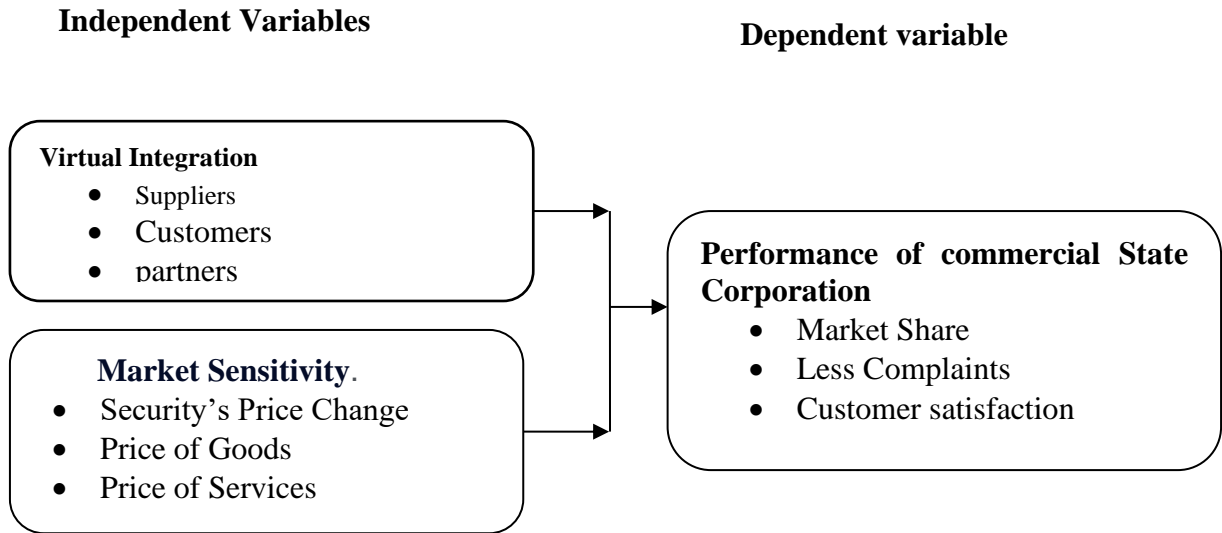 Independent Variables
Dependent variable
Virtual Integration
• Suppliers
• Customers
• partners
Market Sensitivity.
• Security’s Price Change
• Price of Goods
• Price of Services
Performance of commercial State
Corporation
• Market Share
• Less Complaints
• Customer satisfaction